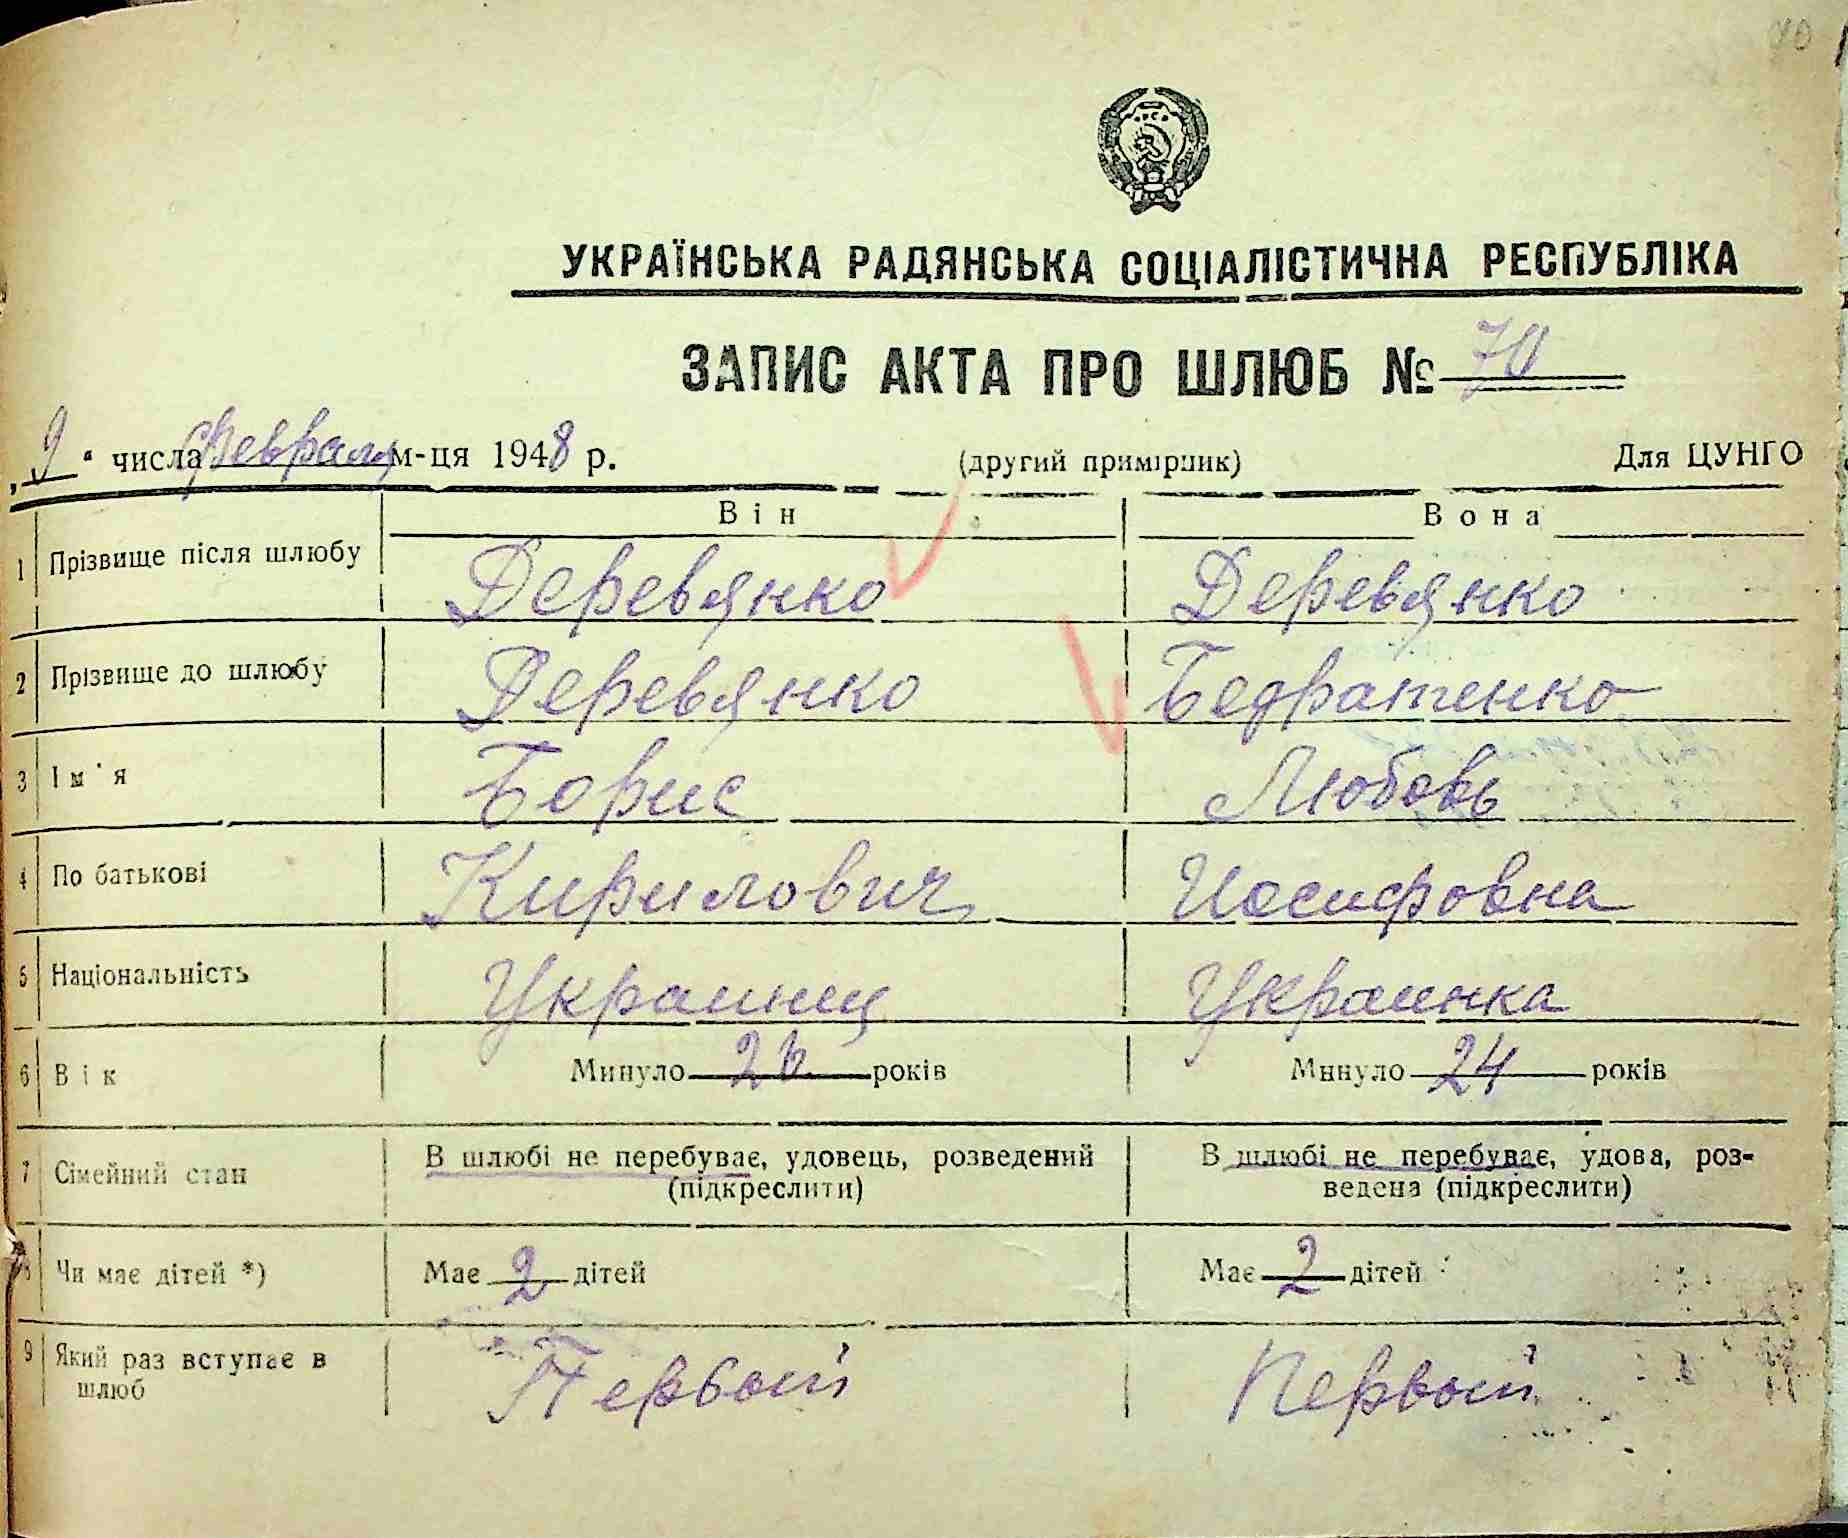 УКРАЇНСЬКА РАДЯНСЬКА СОЦІАЛІСТИЧНА РЕСПУБЛІКА
ЗАПИС АКТА ПРО ШЛЮБ № 70
„9“ числа февраля м-ця 1948 р. (другий примірник) Для ЦУНГО
Він Вона
1 Прізвище після шлюбу Деревянко Деревянко
2 Прізвище до шлюбу Деревянко Бедратенко
3 Ім'я Борис Любовь
4 По батькові Кирилович Иосифовна
5 Національність Украинец Украинка
6 Вік Минуло 26 років Минуло 24 років
7 Сімейний стан В шлюбі не перебуває, удовець, розведений В шлюбі не перебуває, удова, роз-
(підкреслити) ведена (підкреслити)
8 Чи має дітей *) Має 2 дітей Має 2 дітей
9 Який раз вступає в Первый Первый
шлюб